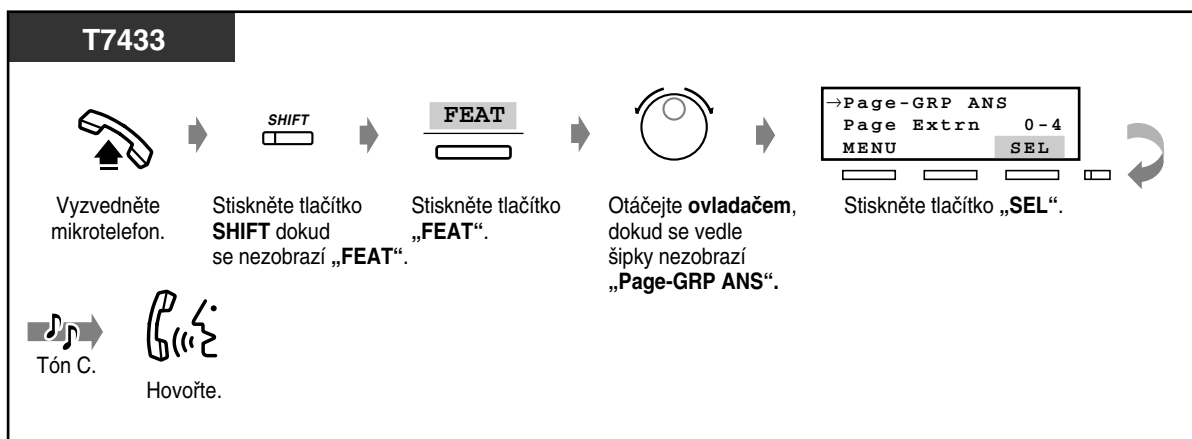 T7433
SHIFT
FEAT
→Page-GRP ANS
Page Extrn 0-4
MENU SEL
Vyzvedněte
mikrotelefon.
Stiskněte tlačítko
SHIFT dokud
se nezobrazí „FEAT“.
Stiskněte tlačítko
„FEAT“.
Otáčejte ovladačem,
dokud se vedle
šipky nezobrazí
„Page-GRP ANS".
Stiskněte tlačítko „SEL“.
Tón C.
Hovořte.